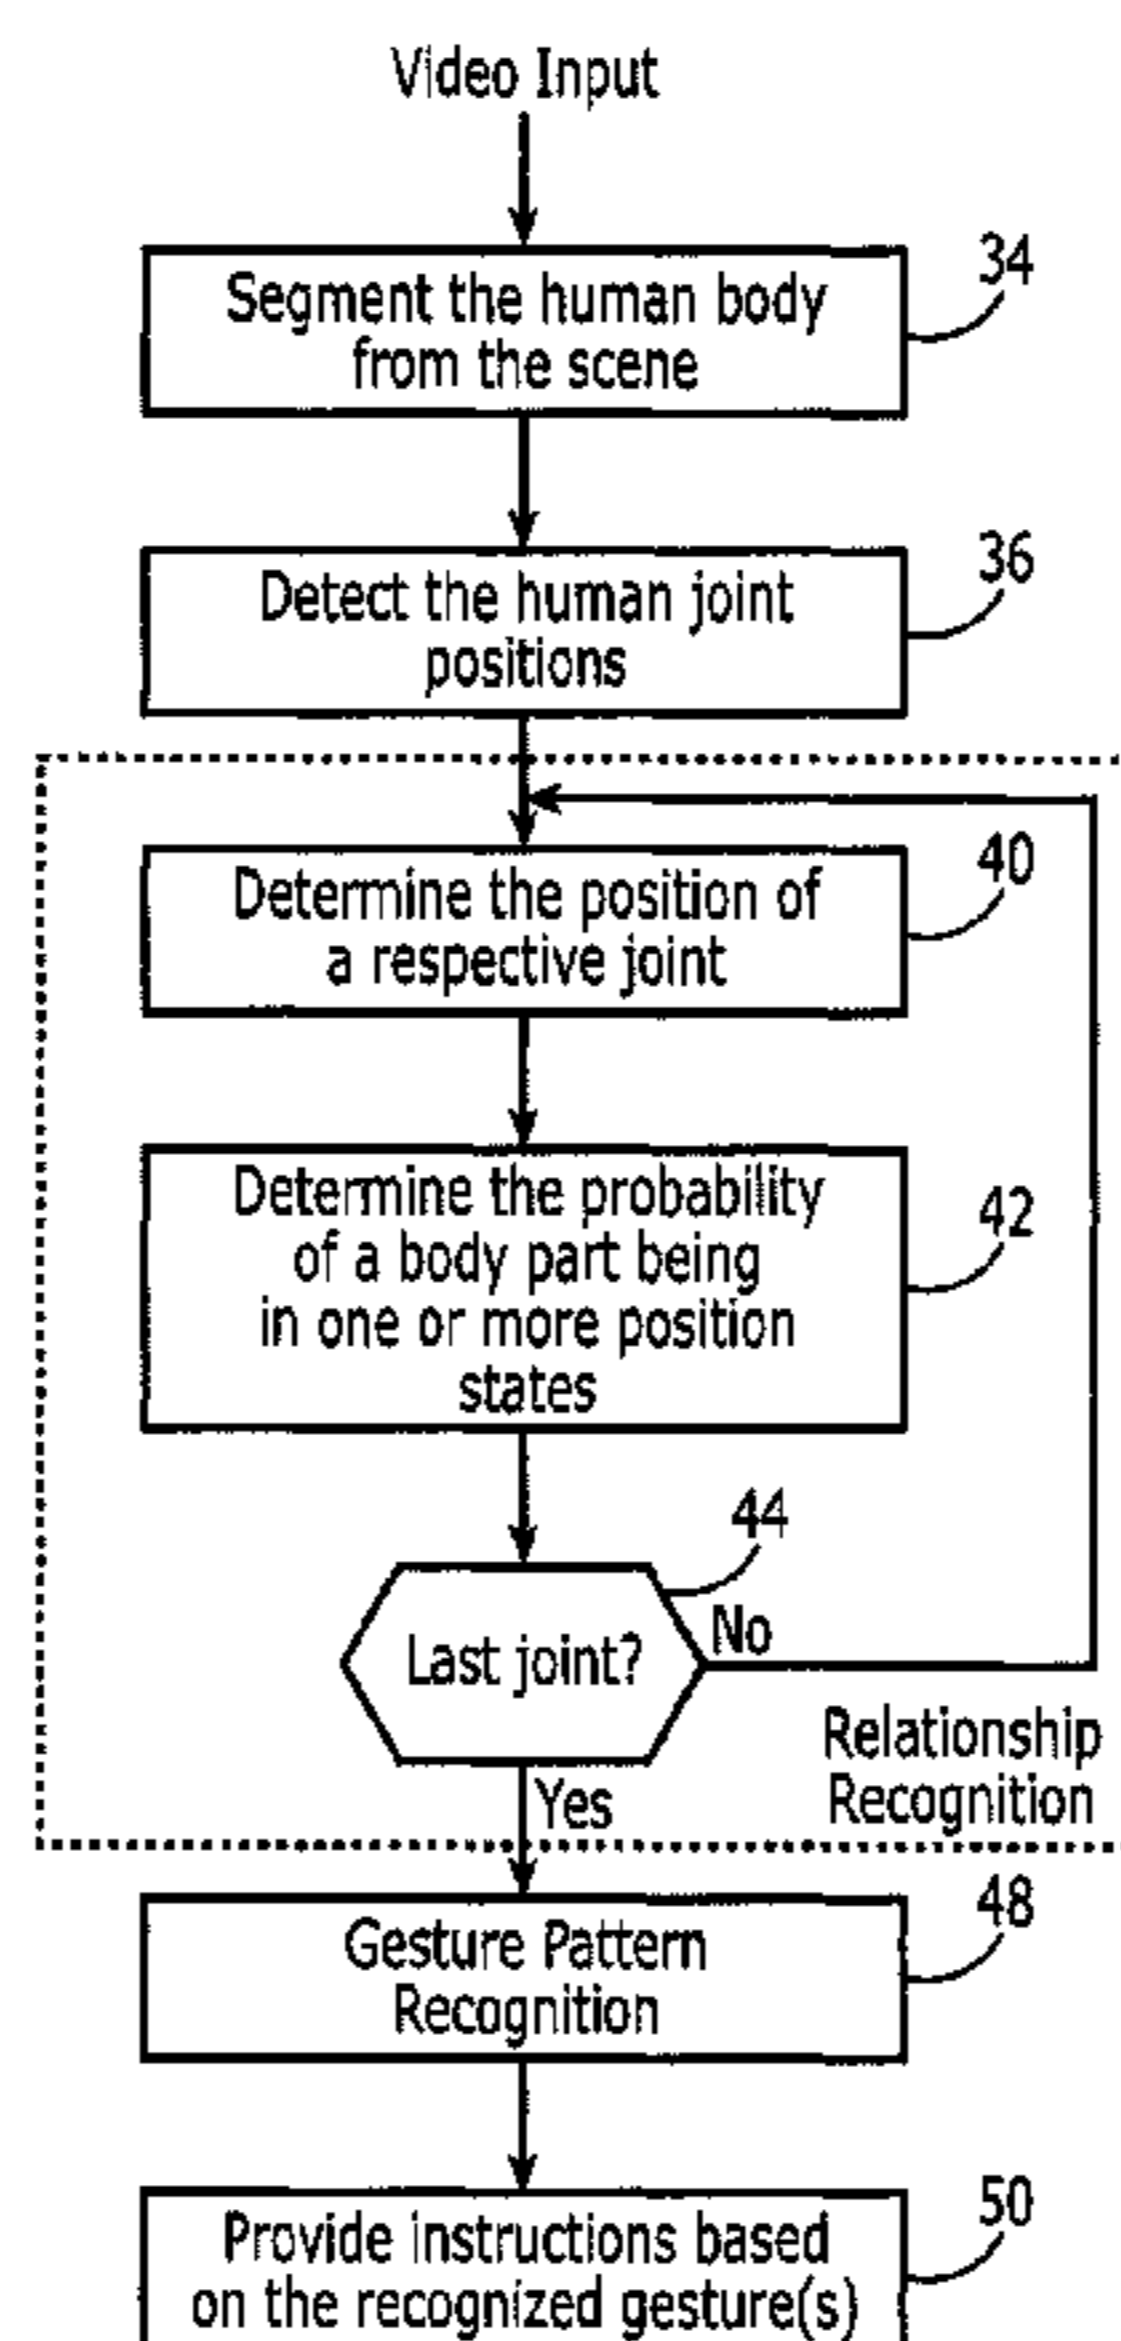 Video Input
34
Segment the human body
from the scene
36
Detect the human joint
positions
40
Determine the position of
a respective joint
42
Determine the probability
of a body part being
in one or more position
states
44
Last joint?
No
Relationship
Recognition
Yes
48
Gesture Pattern
Recognition
50
Provide instructions based
on the recognized gesture(s)